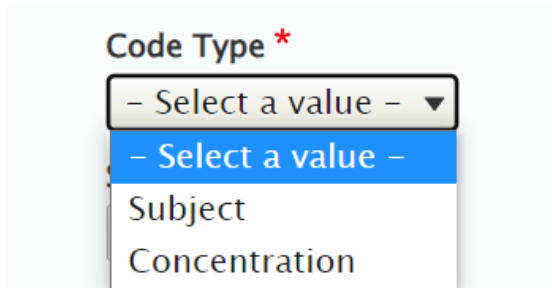 Code Type *
– Select a value –
– Select a value –
Subject
Concentration